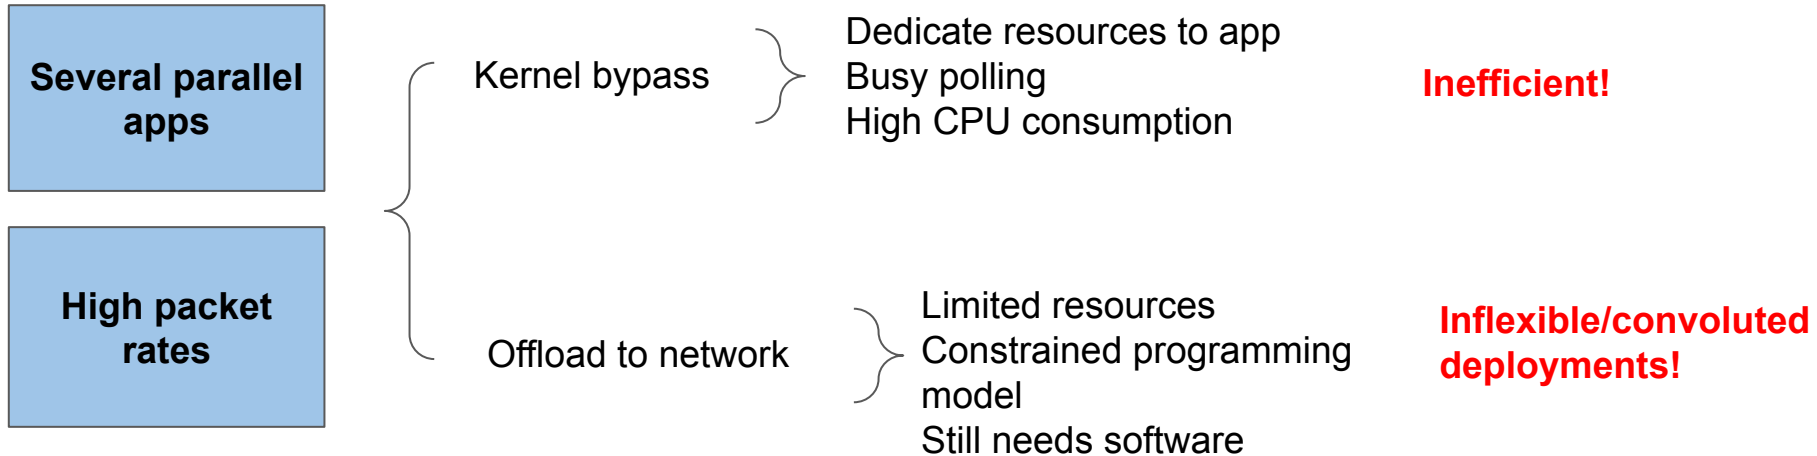 Several parallel
apps
High packet
rates
Kernel bypass
Dedicate resources to app
Busy polling
High CPU consumption
Inefficient!
Offload to network
Limited resources
Constrained programming
model
Still needs software
Inflexible/convoluted
deployments!